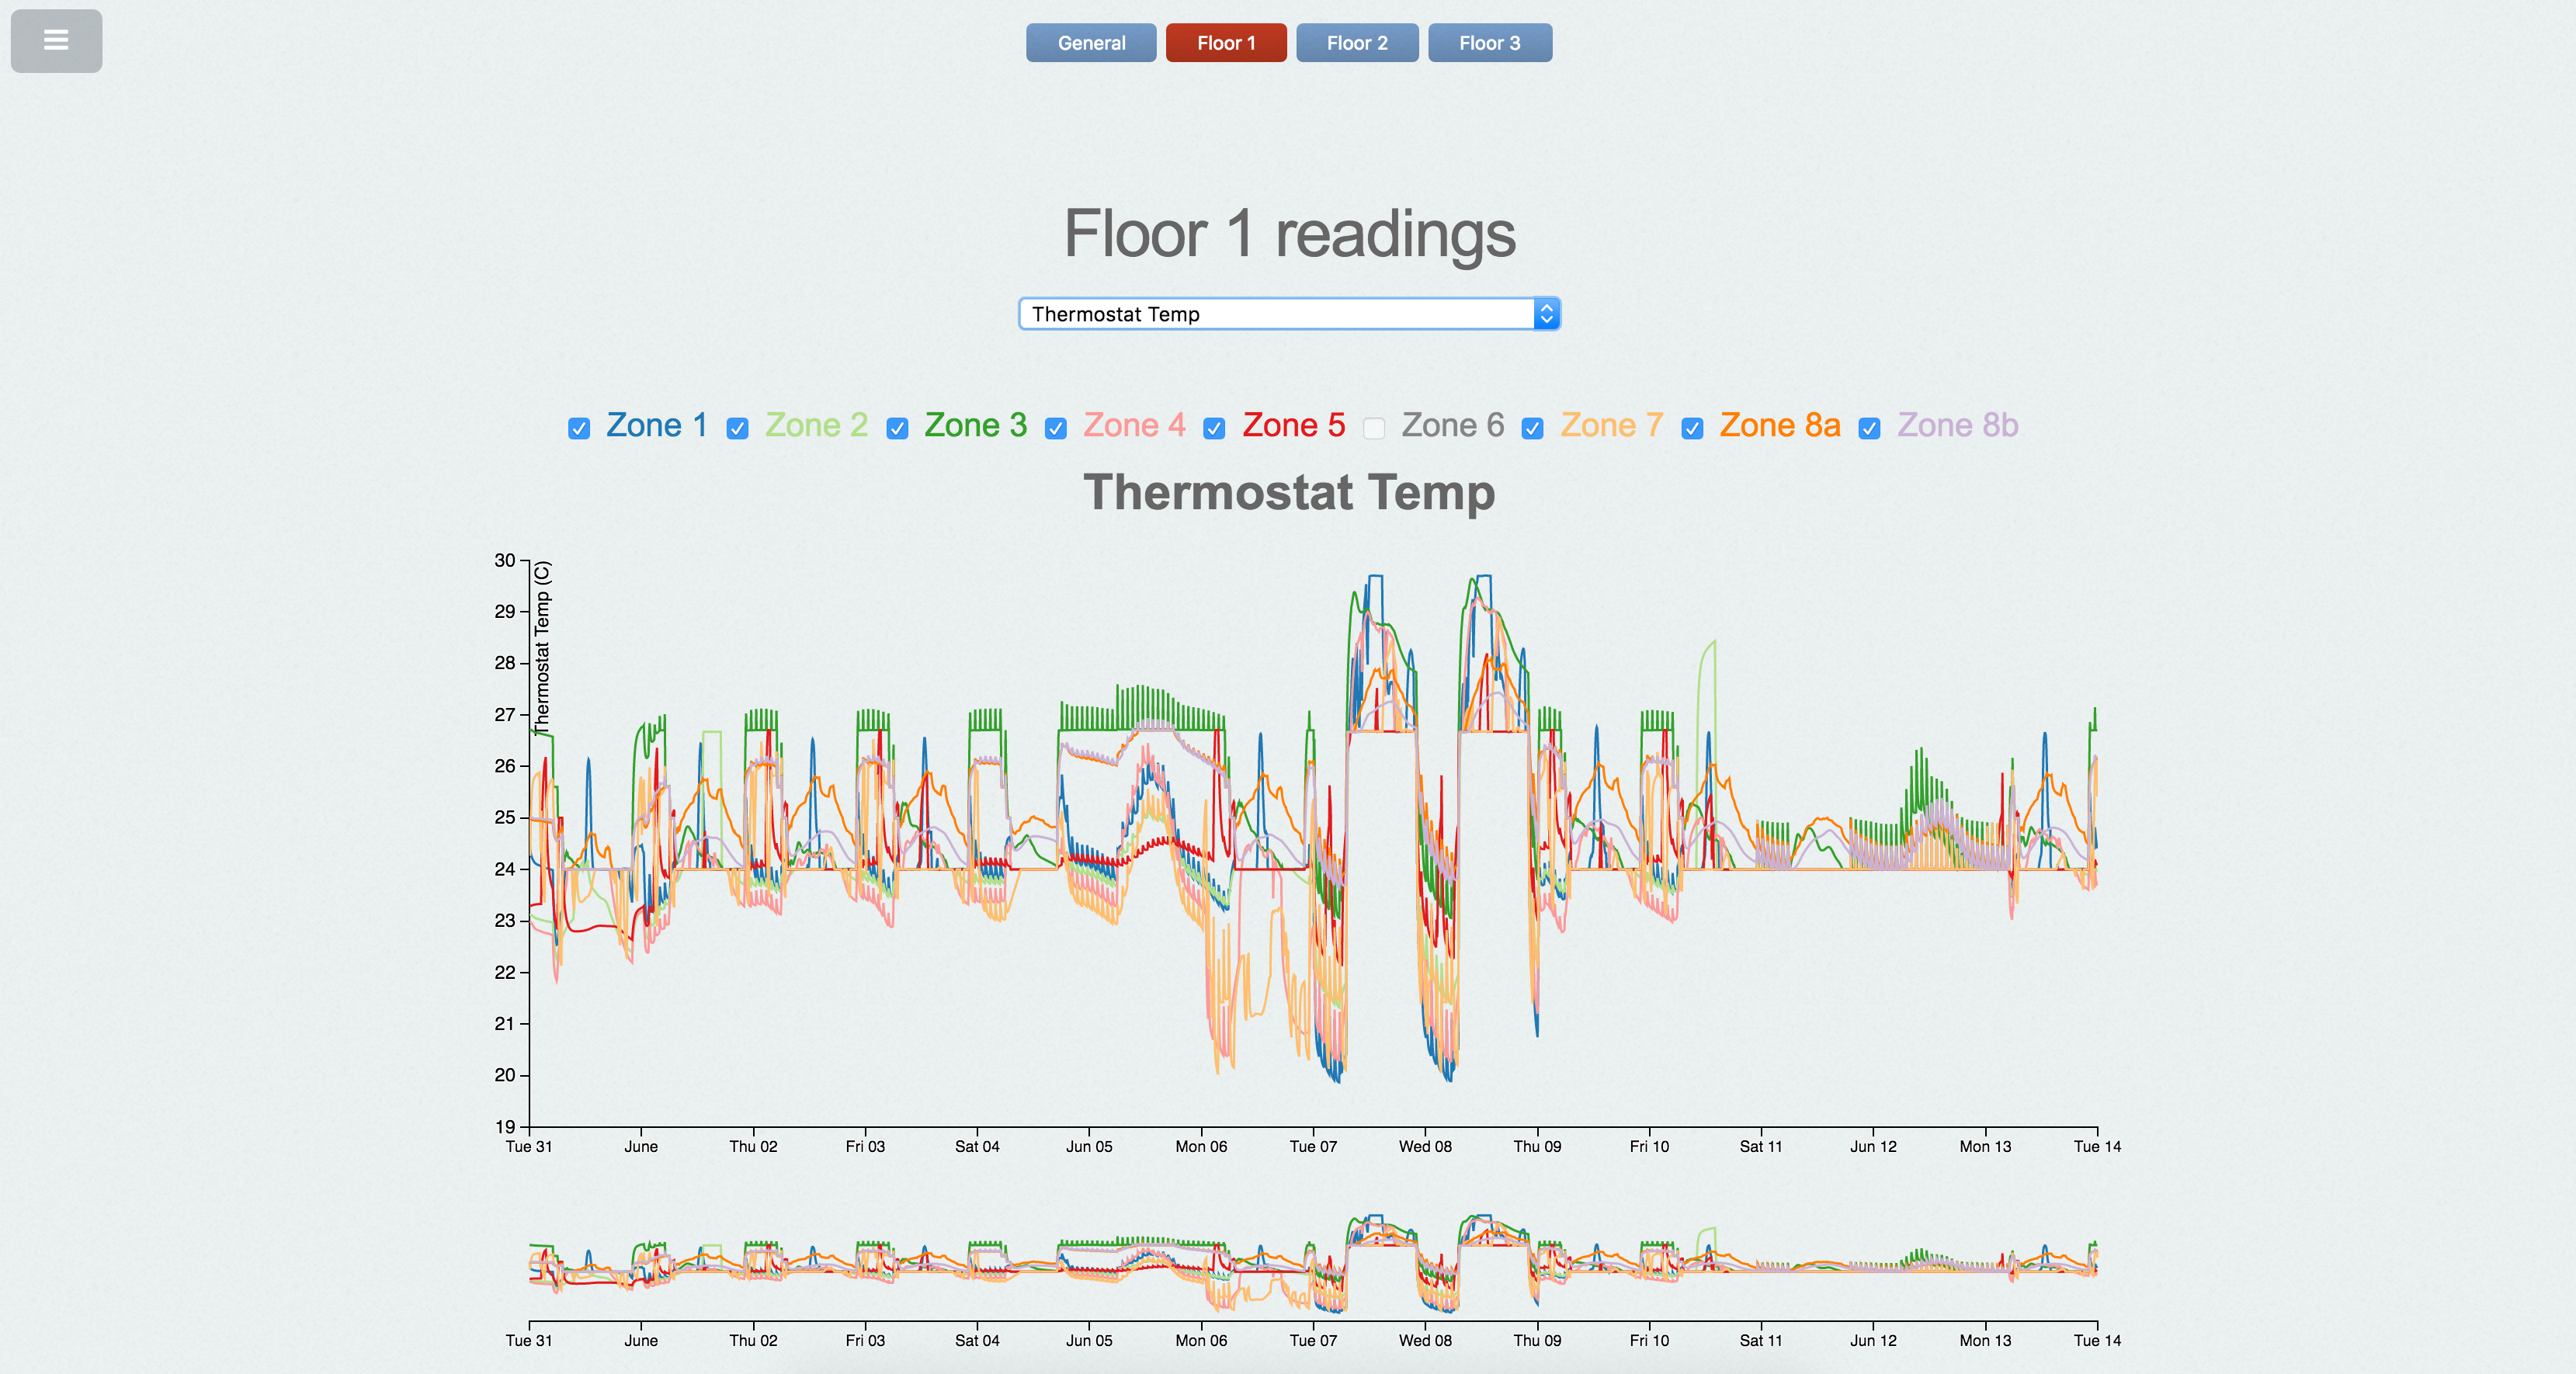 General Floor 1 Floor 2 Floor 3
Floor 1 readings
Thermostat Temp
Zone 1 Zone 2 Zone 3 Zone 4 Zone 5 Zone 6 Zone 7 Zone 8a Zone 8b
Thermostat Temp
Thermostat Temp (C)
30
29
28
27
26
25
24
23
22
21
20
19
Tue 31 June Thu 02 Fri 03 Sat 04 Jun 05 Mon 06 Tue 07 Wed 08 Thu 09 Fri 10 Sat 11 Jun 12 Mon 13 Tue 14
Tue 31 June Thu 02 Fri 03 Sat 04 Jun 05 Mon 06 Tue 07 Wed 08 Thu 09 Fri 10 Sat 11 Jun 12 Mon 13 Tue 14